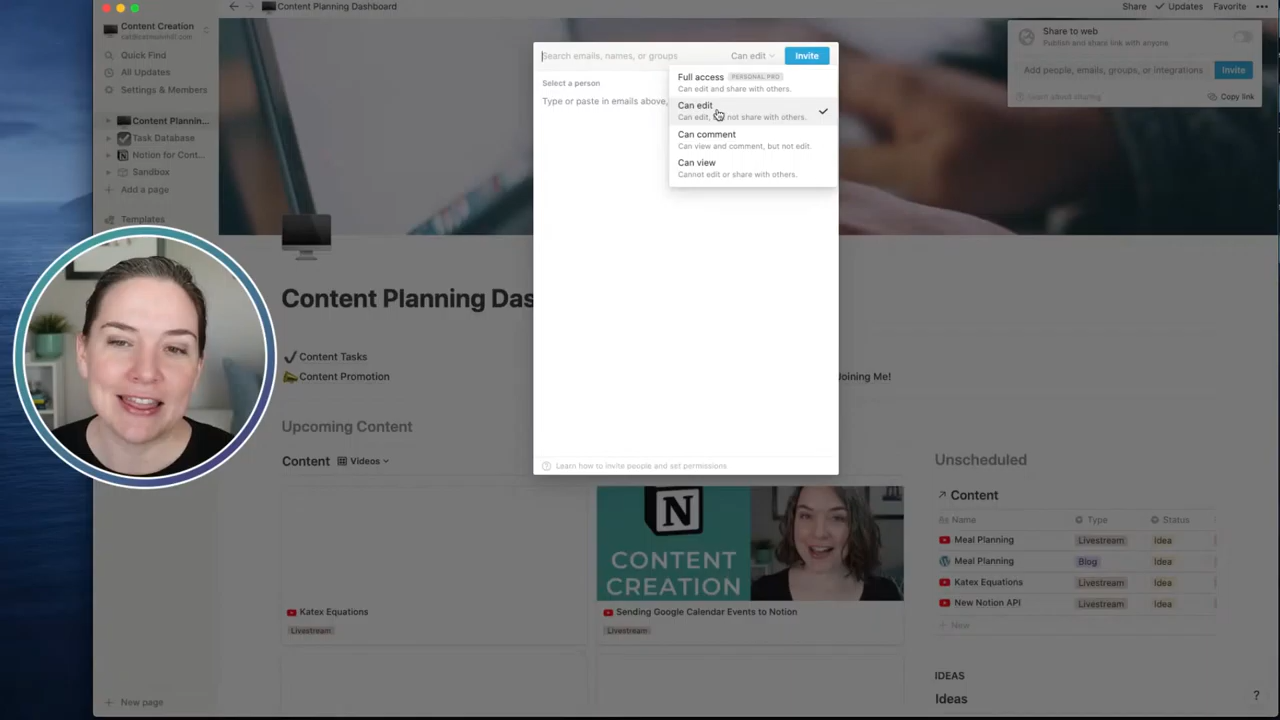 Content Planning Dashboard
Share
Updates
Favorite
Content Creation
Quick Find
All Updates
Settings & Members
Content Plannin...
Task Database
Notion for Cont...
Sandbox
Add a page
Templates
New page
Search emails, names, or groups
Can edit
Invite
Select a person
Type or paste in emails above,
Full access PERSONAL PRO
Can edit and share with others.
Can edit
Can edit, not share with others.
Can comment
Can view and comment, but not edit.
Can view
Cannot edit or share with others.
Learn how to invite people and set permissions
Share to web
Publish and share link with anyone.
Add people, emails, groups, or integrations
Invite
Learn about sharing
Copy link
Content Planning Das
Content Tasks
Content Promotion
Joining Me!
Upcoming Content
Content Videos
N
CONTENT
CREATION
Katex Equations
Livestream
Sending Google Calendar Events to Notion
Livestream
Unscheduled
Content
Name Type Status
Meal Planning Livestream Idea
Meal Planning Blog Idea
Katex Equations Livestream Idea
New Notion API Livestream Idea
New
IDEAS
Ideas
?